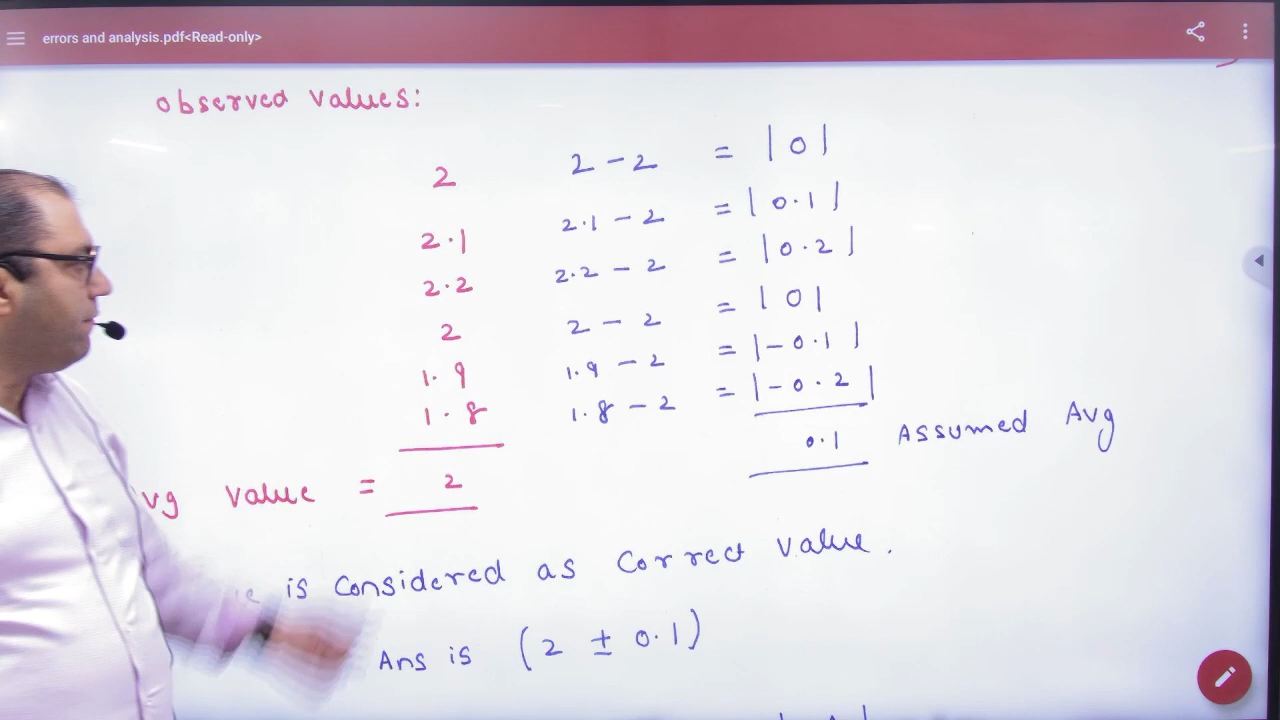 errors and analysis.pdf<Read-only>
observed values:
2 2 - 2 = |0|
2.1 2.1 - 2 = |0.1|
2.2 2.2 - 2 = |0.2|
2 2 - 2 = |0|
1.9 1.9 - 2 = |-0.1|
1.8 1.8 - 2 = |-0.2|
0.1 Assumed Avg
vg value = 2
is considered as correct value.
Ans is (2 ± 0.1)